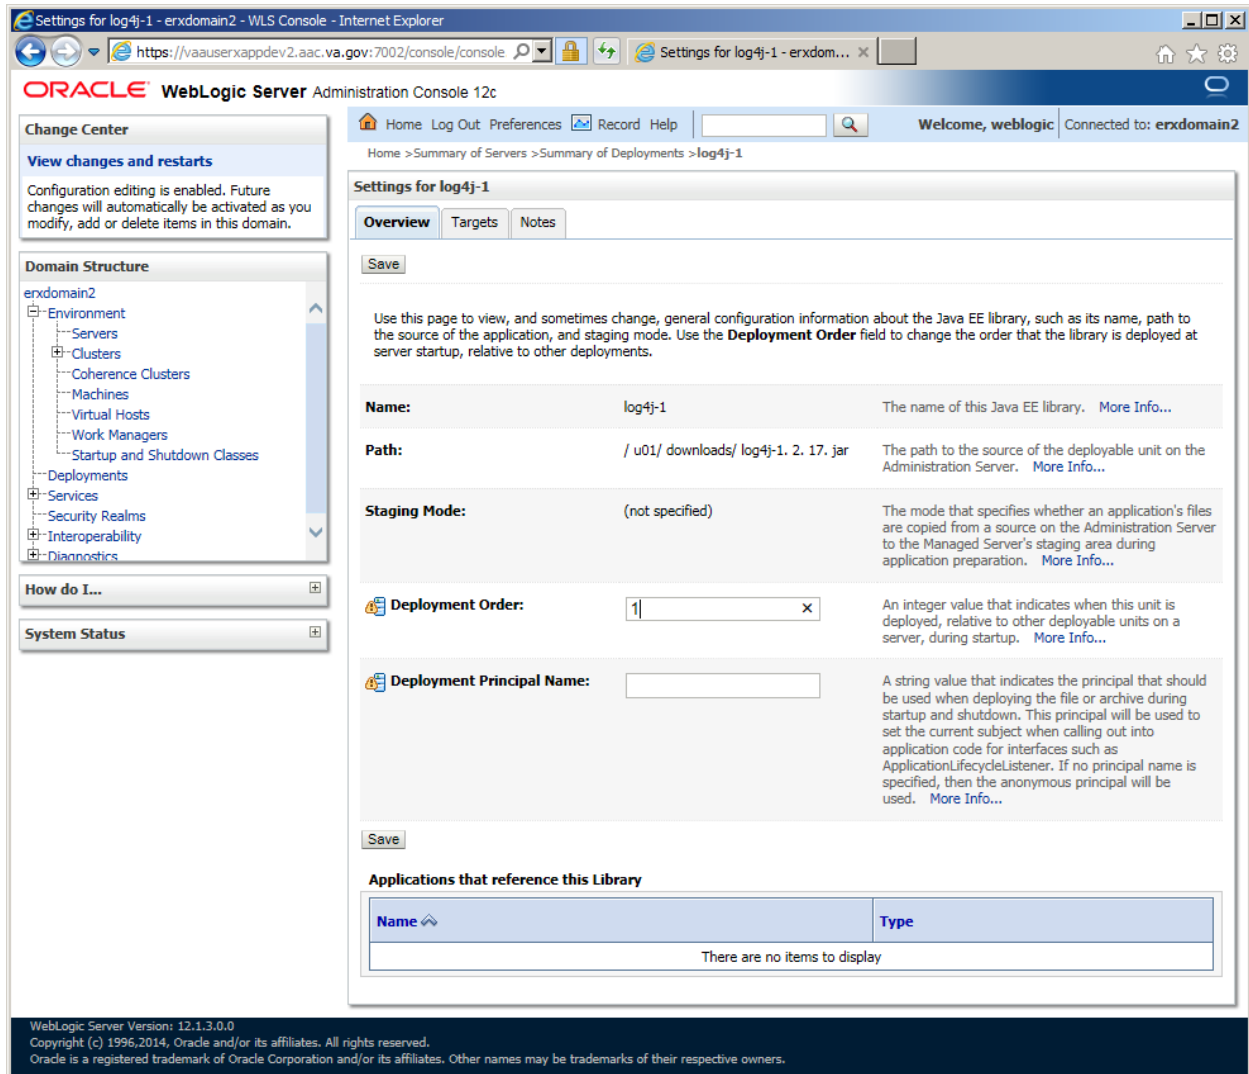 Settings for log4j-1 - erxdomain2 - WLS Console - Internet Explorer
https://vaauserxappdev2.aac.va.gov:7002/console/console
Settings for log4j-1 - erxdom...
ORACLE WebLogic Server Administration Console 12c
Change Center
View changes and restarts
Configuration editing is enabled. Future
changes will automatically be activated as you
modify, add or delete items in this domain.
Domain Structure
erxdomain2
Environment
Servers
Clusters
Coherence Clusters
Machines
Virtual Hosts
Work Managers
Startup and Shutdown Classes
Deployments
Services
Security Realms
Interoperability
Diagnostics
How do I...
System Status
Home Log Out Preferences Record Help
Welcome, weblogic Connected to: erxdomain2
Home >Summary of Servers >Summary of Deployments >log4j-1
Settings for log4j-1
Overview Targets Notes
Save
Use this page to view, and sometimes change, general configuration information about the Java EE library, such as its name, path to
the source of the application, and staging mode. Use the Deployment Order field to change the order that the library is deployed at
server startup, relative to other deployments.
Name: log4j-1 The name of this Java EE library. More Info...
Path: / u01/ downloads/ log4j-1. 2. 17. jar The path to the source of the deployable unit on the
Administration Server. More Info...
Staging Mode: (not specified) The mode that specifies whether an application's files
are copied from a source on the Administration Server
to the Managed Server's staging area during
application preparation. More Info...
Deployment Order: 1 An integer value that indicates when this unit is
deployed, relative to other deployable units on a
server, during startup. More Info...
Deployment Principal Name: A string value that indicates the principal that should
be used when deploying the file or archive during
startup and shutdown. This principal will be used to
set the current subject when calling out into
application code for interfaces such as
ApplicationLifecycleListener. If no principal name is
specified, then the anonymous principal will be
used. More Info...
Save
Applications that reference this Library
Name Type
There are no items to display
WebLogic Server Version: 12.1.3.0.0
Copyright (c) 1996,2014, Oracle and/or its affiliates. All rights reserved.
Oracle is a registered trademark of Oracle Corporation and/or its affiliates. Other names may be trademarks of their respective owners.